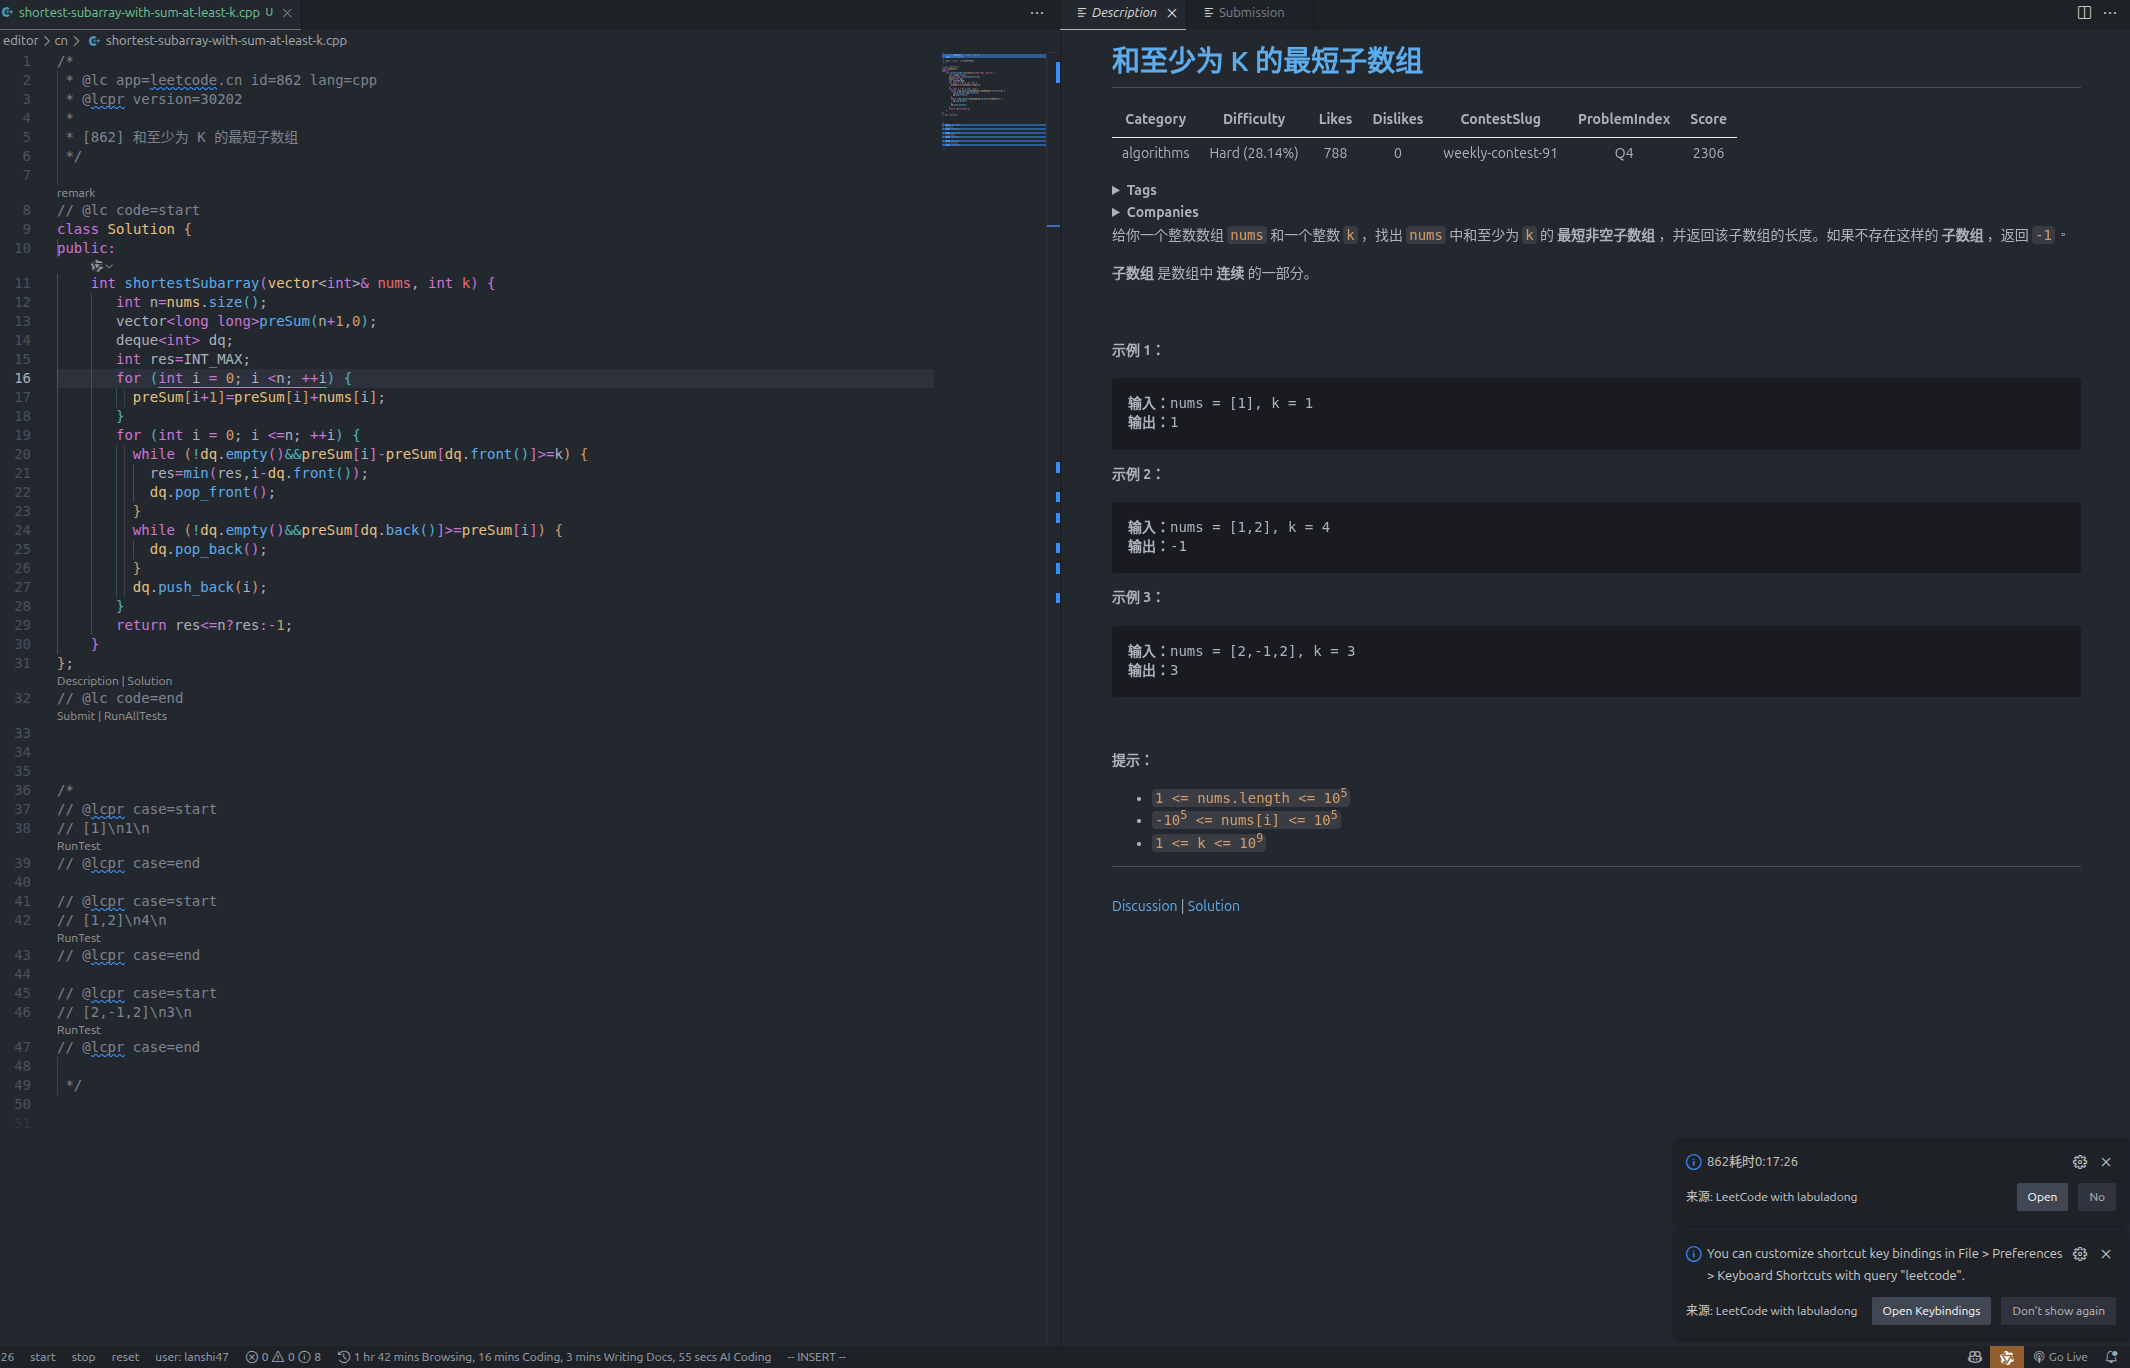 shortest-subarray-with-sum-at-least-k.cpp U
editor > cn > shortest-subarray-with-sum-at-least-k.cpp
1 /*
2  * @lc app=leetcode.cn id=862 lang=cpp
3  * @lcpr version=30202
4  *
5  * [862] 和至少为 K 的最短子数组
6  */
7
remark
8 // @lc code=start
9 class Solution {
10 public:
11     int shortestSubarray(vector<int>& nums, int k) {
12        int n=nums.size();
13        vector<long long>preSum(n+1,0);
14        deque<int> dq;
15        int res=INT_MAX;
16        for (int i = 0; i <n; ++i) {
17          preSum[i+1]=preSum[i]+nums[i];
18        }
19        for (int i = 0; i <=n; ++i) {
20          while (!dq.empty()&&preSum[i]-preSum[dq.front()]>=k) {
21            res=min(res,i-dq.front());
22            dq.pop_front();
23          }
24          while (!dq.empty()&&preSum[dq.back()]>=preSum[i]) {
25            dq.pop_back();
26          }
27          dq.push_back(i);
28        }
29        return res<=n?res:-1;
30     }
31 };
Description | Solution
32 // @lc code=end
Submit | RunAllTests
33
34
35
36 /*
37 // @lcpr case=start
38 // [1]\n1\n
RunTest
39 // @lcpr case=end
40
41 // @lcpr case=start
42 // [1,2]\n4\n
RunTest
43 // @lcpr case=end
44
45 // @lcpr case=start
46 // [2,-1,2]\n3\n
RunTest
47 // @lcpr case=end
48
49  */
50
51
Description Submission
和至少为 K 的最短子数组
Category Difficulty Likes Dislikes ContestSlug ProblemIndex Score
algorithms Hard (28.14%) 788 0 weekly-contest-91 Q4 2306
Tags
Companies
给你一个整数数组 nums 和一个整数 k ，找出 nums 中和至少为 k 的 最短非空子数组 ，并返回该子数组的长度。如果不存在这样的 子数组 ，返回 -1 。
子数组 是数组中 连续 的一部分。
示例 1：
输入：nums = [1], k = 1
输出：1
示例 2：
输入：nums = [1,2], k = 4
输出：-1
示例 3：
输入：nums = [2,-1,2], k = 3
输出：3
提示：
• 1 <= nums.length <= 10^5
• -10^5 <= nums[i] <= 10^5
• 1 <= k <= 10^9
Discussion | Solution
862耗时0:17:26
来源: LeetCode with labuladong Open No
You can customize shortcut key bindings in File > Preferences
> Keyboard Shortcuts with query "leetcode".
来源: LeetCode with labuladong Open Keybindings Don't show again
26 start stop reset user: lanshi47 0 0 8 1 hr 42 mins Browsing, 16 mins Coding, 3 mins Writing Docs, 55 secs AI Coding -- INSERT -- Go Live